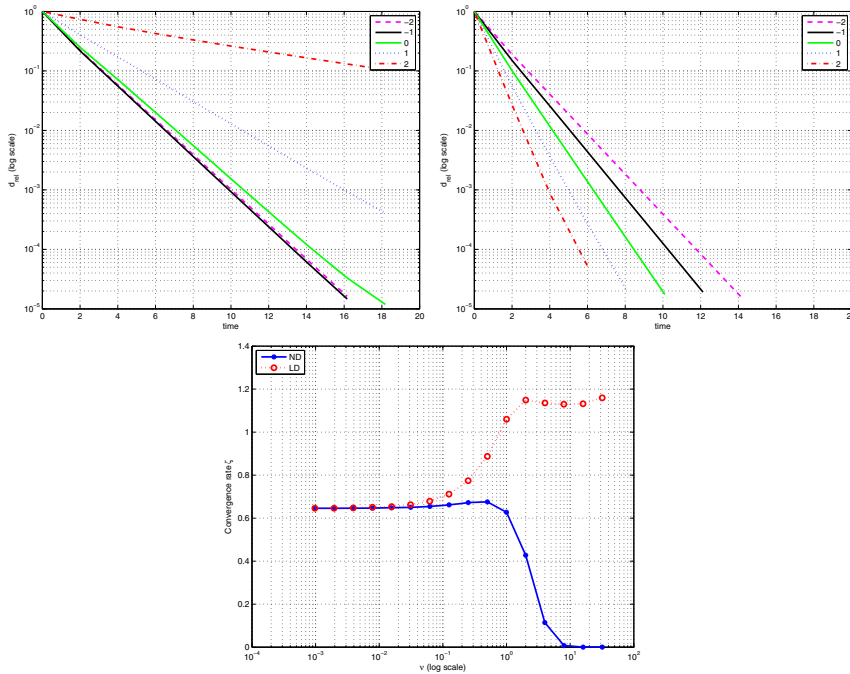 10^0
10^-1
10^-2
10^-3
10^-4
10^-5
d_rel (log scale)
0 2 4 6 8 10 12 14 16 18 20
time
−2
−1
0
1
2
10^0
10^-1
10^-2
10^-3
10^-4
10^-5
d_rel (log scale)
0 2 4 6 8 10 12 14 16 18 20
time
−2
−1
0
1
2
1.4
1.2
1
0.8
0.6
0.4
0.2
0
Convergence rate ζ
10^−4 10^−3 10^−2 10^−1 10^0 10^1 10^2
ν (log scale)
ND
LD